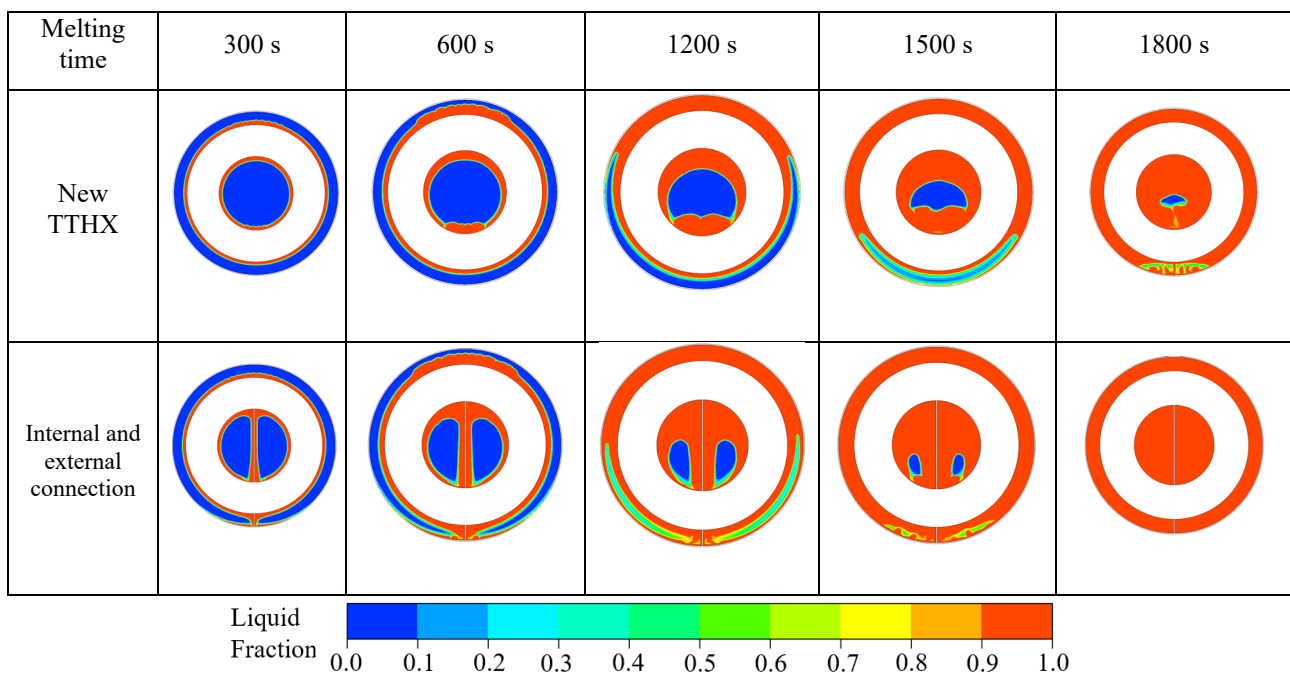 Melting
time
300 s
600 s
1200 s
1500 s
1800 s
New
TTHX
Internal and
external
connection
Liquid
Fraction
0.0 0.1 0.2 0.3 0.4 0.5 0.6 0.7 0.8 0.9 1.0